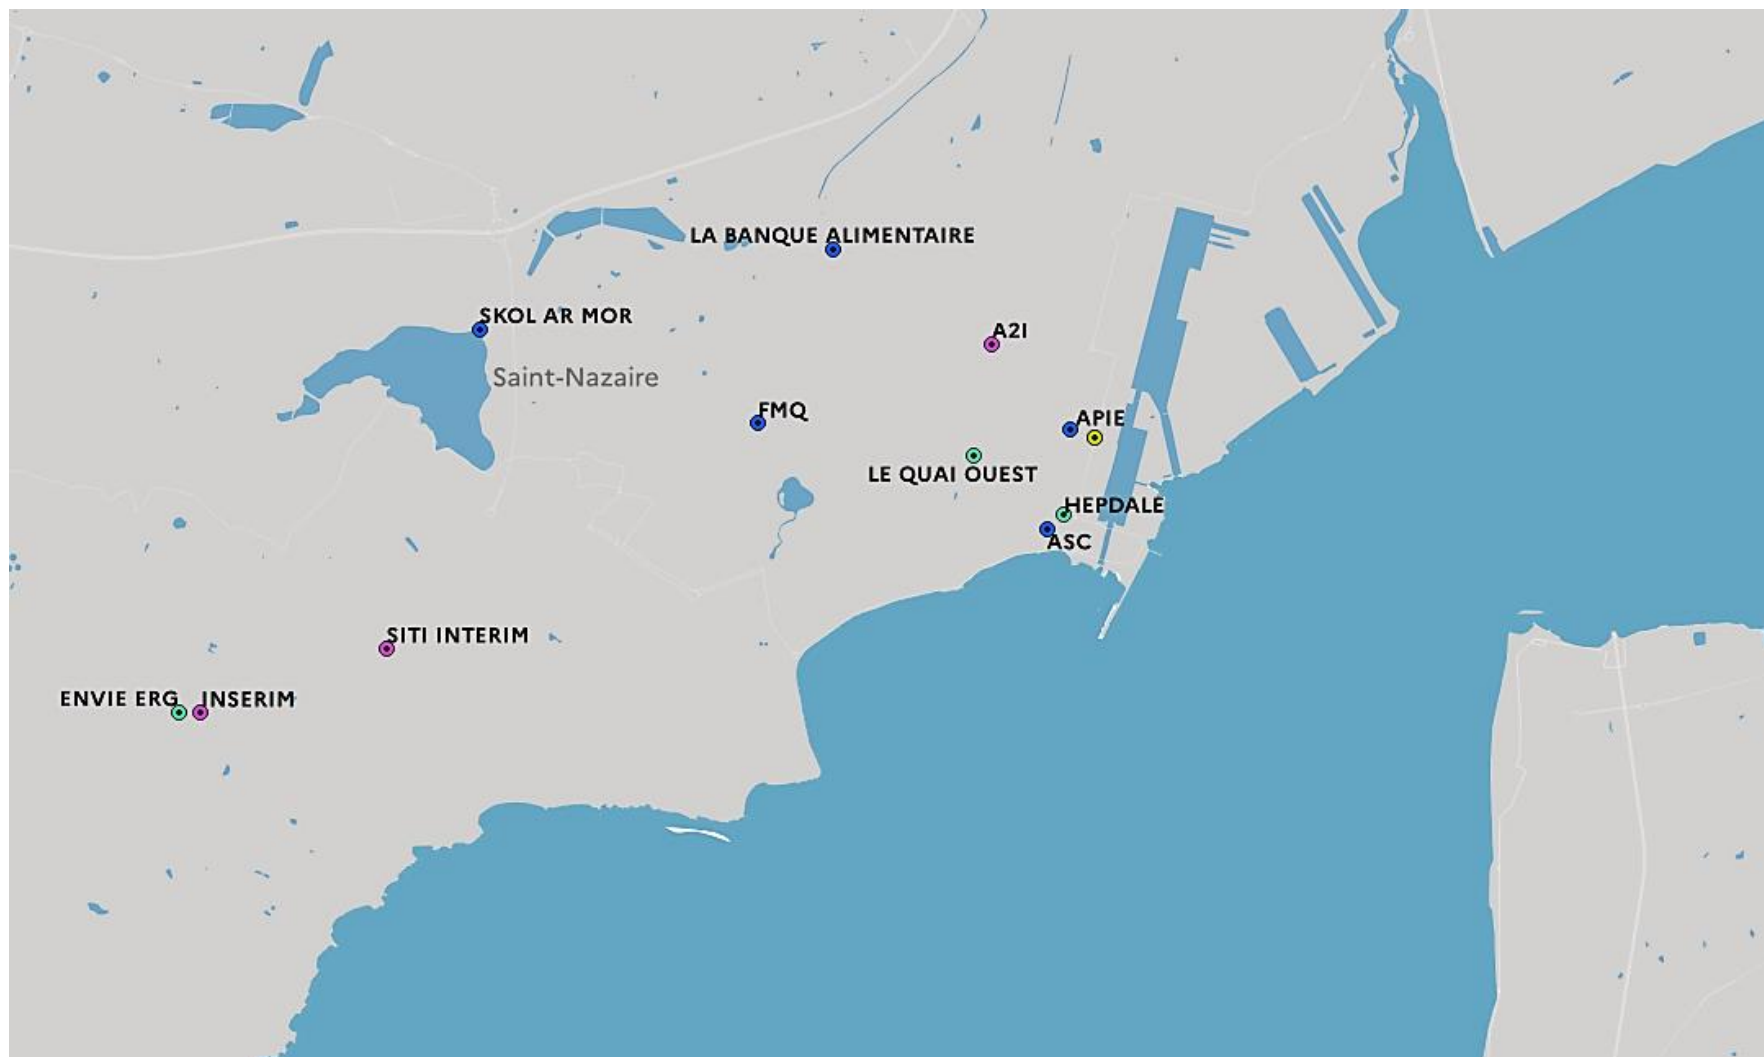 LA BANQUE ALIMENTAIRE
SKOL AR MOR
A2I
Saint-Nazaire
FMQ
APIE
LE QUAI OUEST
HEPDALE
ASC
SITI INTERIM
ENVIE ERG
INSERIM